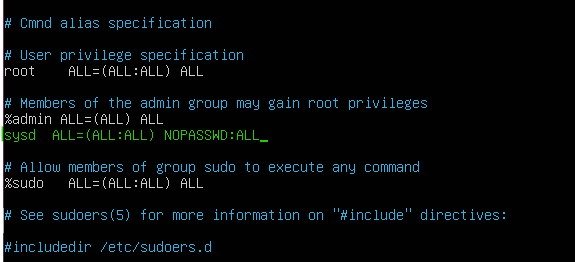 # Cmnd alias specification
# User privilege specification
root    ALL=(ALL:ALL) ALL
# Members of the admin group may gain root privileges
%admin ALL=(ALL) ALL
sysd  ALL=(ALL:ALL) NOPASSWD:ALL_
# Allow members of group sudo to execute any command
%sudo   ALL=(ALL:ALL) ALL
# See sudoers(5) for more information on "#include" directives:
#includedir /etc/sudoers.d